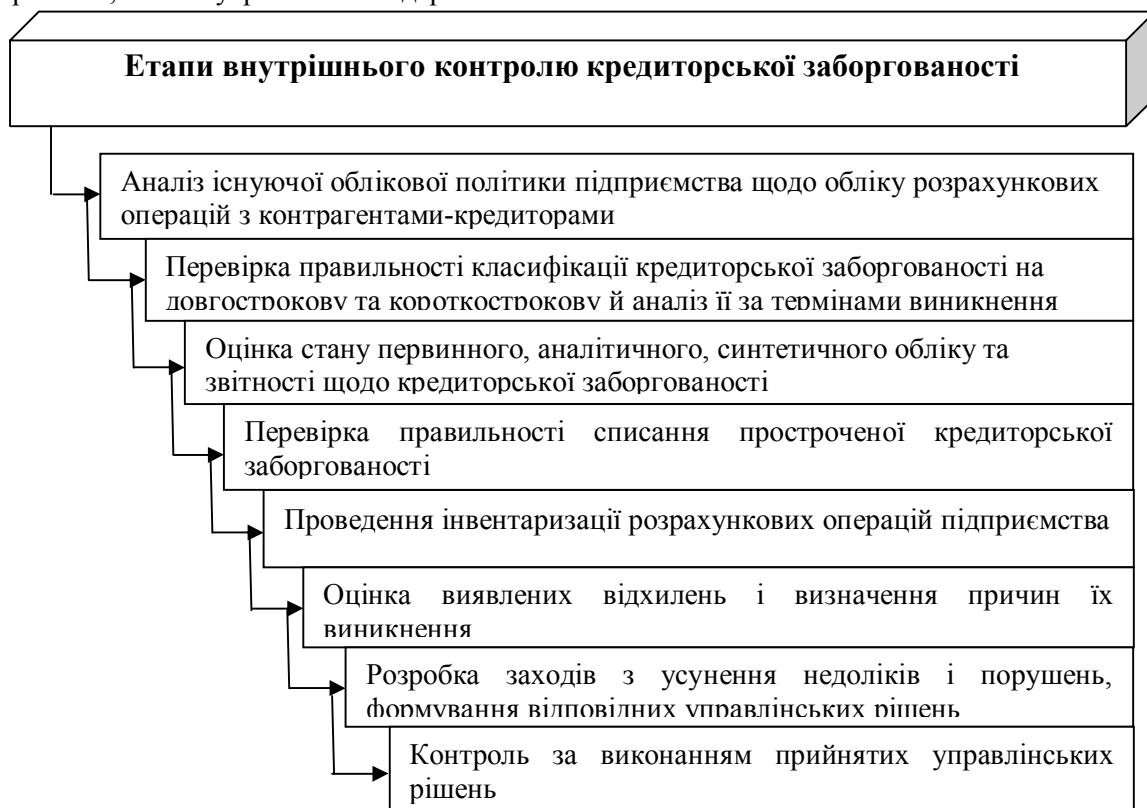 Етапи внутрішнього контролю кредиторської заборгованості
Аналіз існуючої облікової політики підприємства щодо обліку розрахункових
операцій з контрагентами-кредиторами
Перевірка правильності класифікації кредиторської заборгованості на
довгострокову та короткострокову й аналіз її за термінами виникнення
Оцінка стану первинного, аналітичного, синтетичного обліку та
звітності щодо кредиторської заборгованості
Перевірка правильності списання простроченої кредиторської
заборгованості
Проведення інвентаризації розрахункових операцій підприємства
Оцінка виявлених відхилень і визначення причин їх
виникнення
Розробка заходів з усунення недоліків і порушень,
формування відповідних управлінських рішень
Контроль за виконанням прийнятих управлінських
рішень